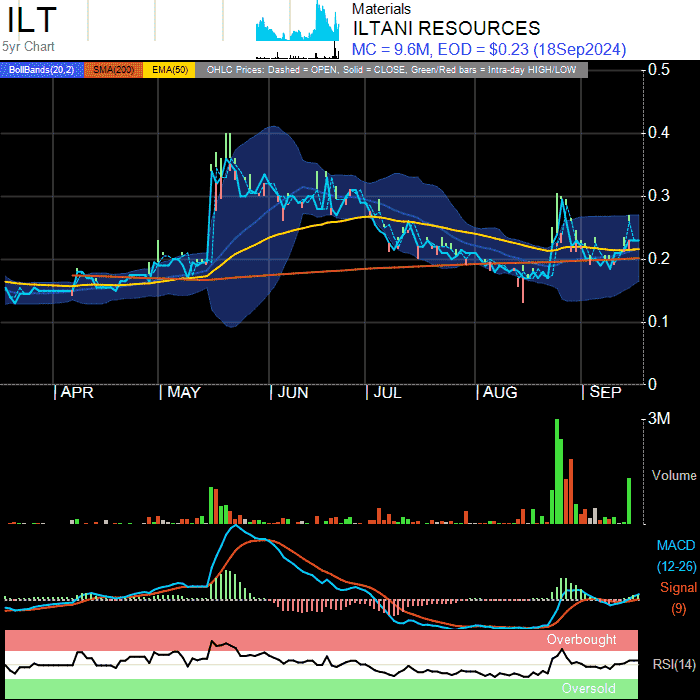 ILT
5yr Chart
Materials
ILTANI RESOURCES
MC = 9.6M, EOD = $0.23 (18Sep2024)
BollBands(20,2) SMA(200) EMA(50) OHLC Prices: Dashed = OPEN, Solid = CLOSE, Green/Red bars = Intra-day HIGH/LOW
0.5
0.4
0.3
0.2
0.1
0
APR MAY JUN JUL AUG SEP
3M
Volume
MACD
(12-26)
Signal
(9)
Overbought
RSI(14)
Oversold